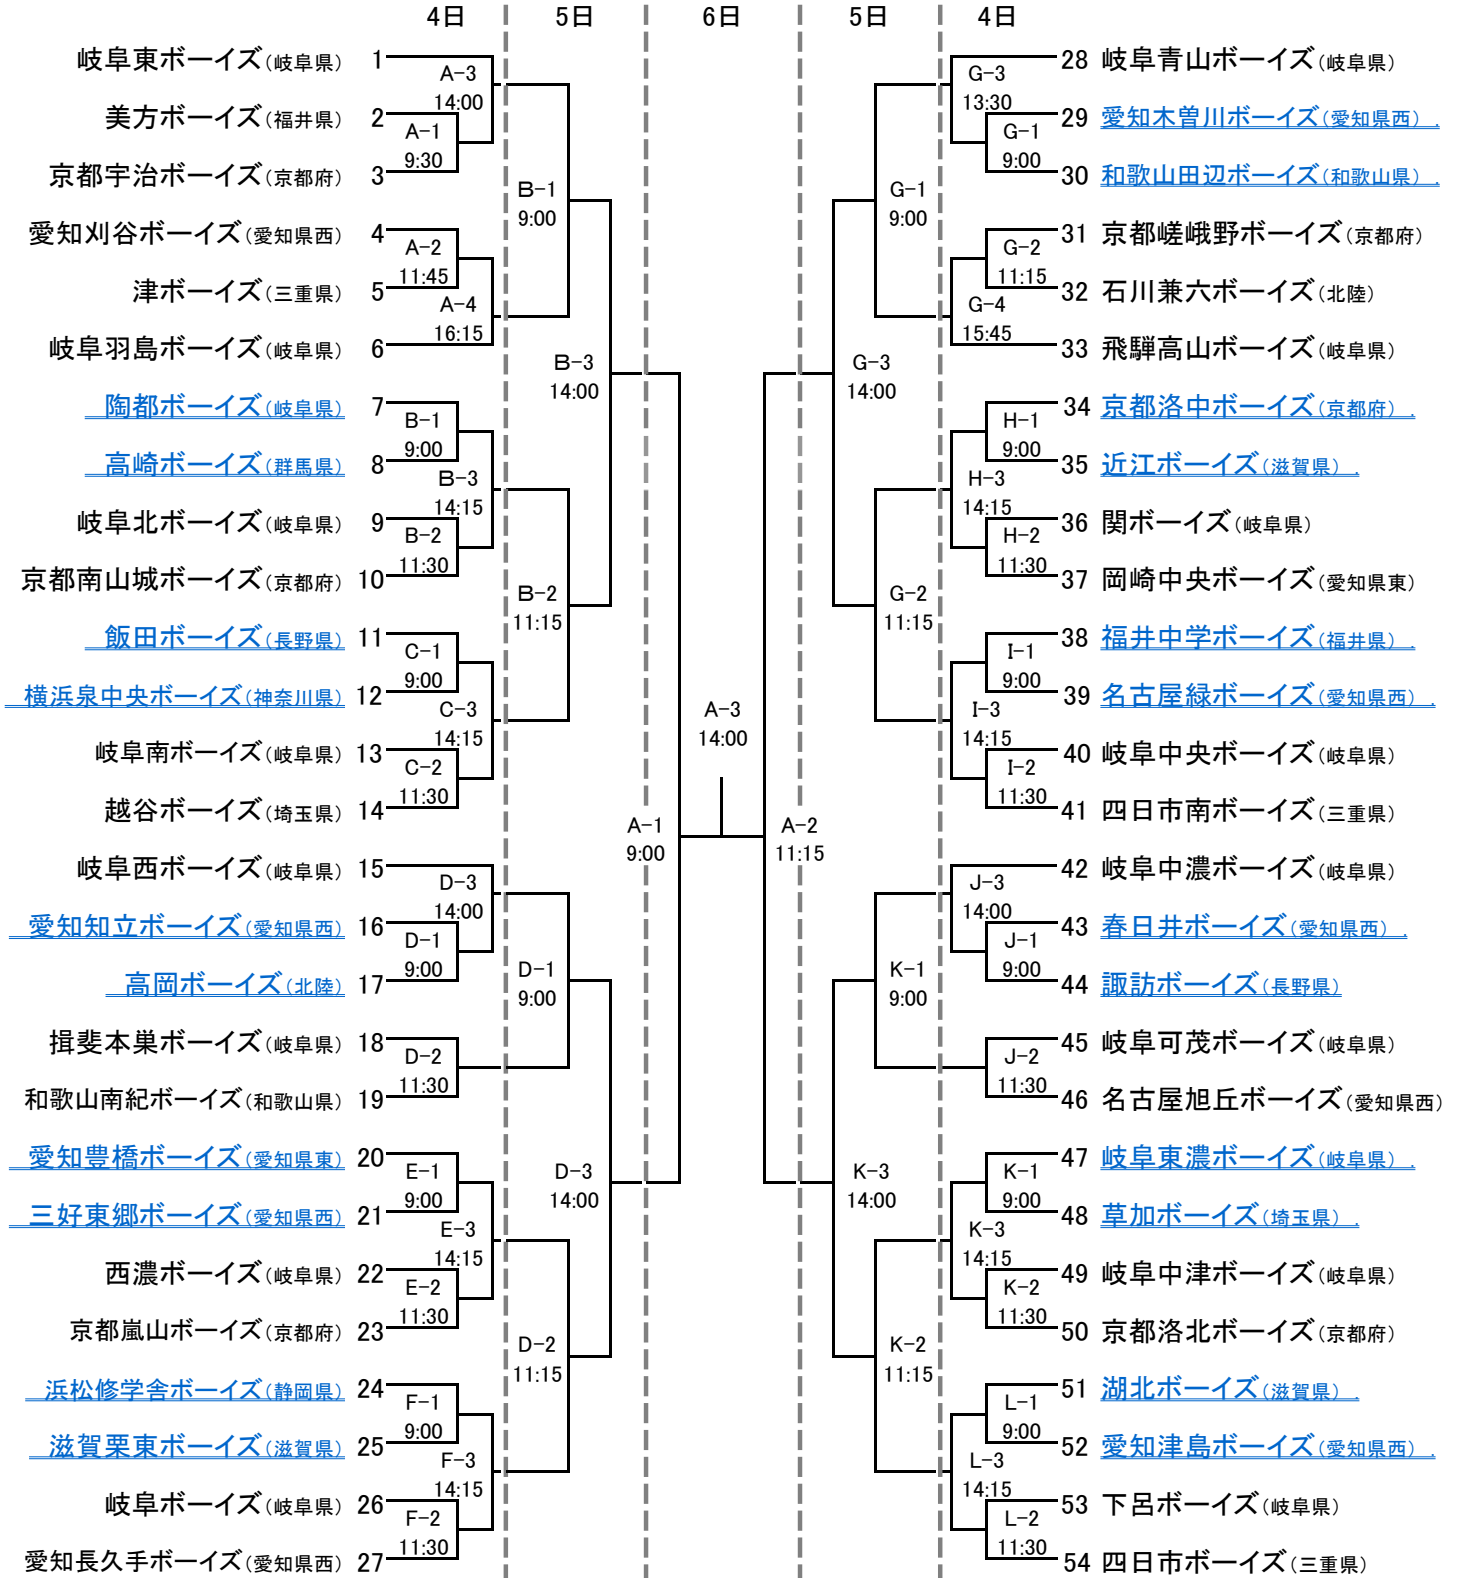 4日 5日 6日 5日 4日
岐阜東ボーイズ(岐阜県) 1
美方ボーイズ(福井県) 2
京都宇治ボーイズ(京都府) 3
愛知刈谷ボーイズ(愛知県西) 4
津ボーイズ(三重県) 5
岐阜羽島ボーイズ(岐阜県) 6
陶都ボーイズ(岐阜県) 7
高崎ボーイズ(群馬県) 8
岐阜北ボーイズ(岐阜県) 9
京都南山城ボーイズ(京都府) 10
飯田ボーイズ(長野県) 11
横浜泉中央ボーイズ(神奈川県) 12
岐阜南ボーイズ(岐阜県) 13
越谷ボーイズ(埼玉県) 14
岐阜西ボーイズ(岐阜県) 15
愛知知立ボーイズ(愛知県西) 16
高岡ボーイズ(北陸) 17
揖斐本巣ボーイズ(岐阜県) 18
和歌山南紀ボーイズ(和歌山県) 19
愛知豊橋ボーイズ(愛知県東) 20
三好東郷ボーイズ(愛知県西) 21
西濃ボーイズ(岐阜県) 22
京都嵐山ボーイズ(京都府) 23
浜松修学舎ボーイズ(静岡県) 24
滋賀栗東ボーイズ(滋賀県) 25
岐阜ボーイズ(岐阜県) 26
愛知長久手ボーイズ(愛知県西) 27
A-3
14:00
A-1
9:30
A-2
11:45
A-4
16:15
B-1
9:00
B-3
14:15
B-2
11:30
C-1
9:00
C-3
14:15
C-2
11:30
D-3
14:00
D-1
9:00
D-2
11:30
E-1
9:00
E-3
14:15
E-2
11:30
F-1
9:00
F-3
14:15
F-2
11:30
B-1
9:00
B-3
14:00
B-2
11:15
D-1
9:00
D-3
14:00
D-2
11:15
A-1
9:00
A-3
14:00
A-2
11:15
G-1
9:00
G-3
14:00
G-2
11:15
K-1
9:00
K-3
14:00
K-2
11:15
G-3
13:30
G-1
9:00
G-2
11:15
G-4
15:45
H-1
9:00
H-3
14:15
H-2
11:30
I-1
9:00
I-3
14:15
I-2
11:30
J-3
14:00
J-1
9:00
J-2
11:30
K-1
9:00
K-3
14:15
K-2
11:30
L-1
9:00
L-3
14:15
L-2
11:30
28 岐阜青山ボーイズ(岐阜県)
29 愛知木曽川ボーイズ(愛知県西) .
30 和歌山田辺ボーイズ(和歌山県) .
31 京都嵯峨野ボーイズ(京都府)
32 石川兼六ボーイズ(北陸)
33 飛騨高山ボーイズ(岐阜県)
34 京都洛中ボーイズ(京都府) .
35 近江ボーイズ(滋賀県) .
36 関ボーイズ(岐阜県)
37 岡崎中央ボーイズ(愛知県東)
38 福井中学ボーイズ(福井県) .
39 名古屋緑ボーイズ(愛知県西) .
40 岐阜中央ボーイズ(岐阜県)
41 四日市南ボーイズ(三重県)
42 岐阜中濃ボーイズ(岐阜県)
43 春日井ボーイズ(愛知県西) .
44 諏訪ボーイズ(長野県)
45 岐阜可茂ボーイズ(岐阜県)
46 名古屋旭丘ボーイズ(愛知県西)
47 岐阜東濃ボーイズ(岐阜県) .
48 草加ボーイズ(埼玉県) .
49 岐阜中津ボーイズ(岐阜県)
50 京都洛北ボーイズ(京都府)
51 湖北ボーイズ(滋賀県) .
52 愛知津島ボーイズ(愛知県西) .
53 下呂ボーイズ(岐阜県)
54 四日市ボーイズ(三重県)